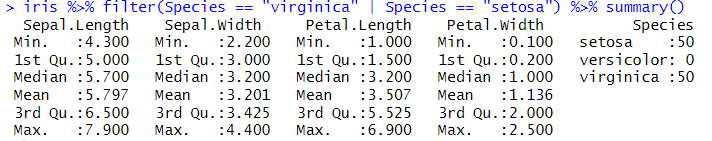 > iris %>% filter(Species == "virginica" | Species == "setosa") %>% summary()
  Sepal.Length    Sepal.Width     Petal.Length    Petal.Width          Species
 Min.   :4.300   Min.   :2.200   Min.   :1.000   Min.   :0.100   setosa    :50
 1st Qu.:5.000   1st Qu.:3.000   1st Qu.:1.500   1st Qu.:0.200   versicolor: 0
 Median :5.700   Median :3.200   Median :3.200   Median :1.000   virginica :50
 Mean   :5.797   Mean   :3.201   Mean   :3.507   Mean   :1.136
 3rd Qu.:6.500   3rd Qu.:3.425   3rd Qu.:5.525   3rd Qu.:2.000
 Max.   :7.900   Max.   :4.400   Max.   :6.900   Max.   :2.500